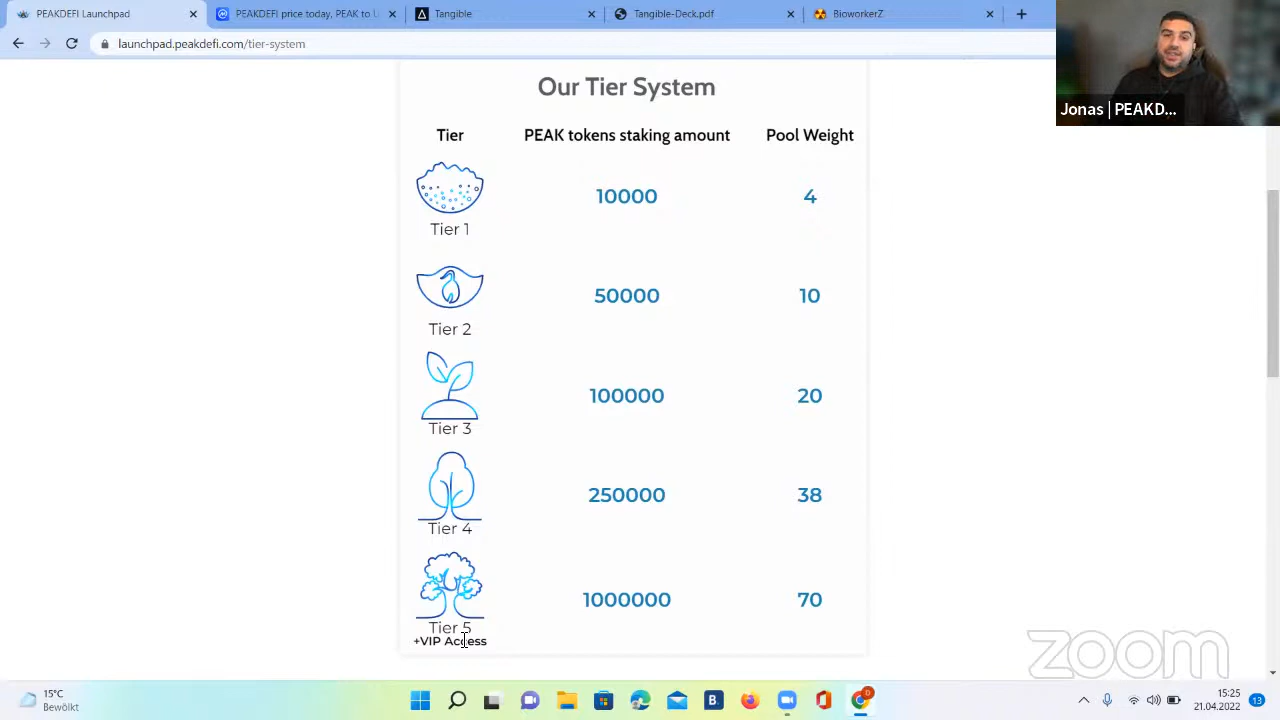 PEAKDEFI Launchpad
PEAKDEFI price today, PEAK to U
Tangible
Tangible-Deck.pdf
BioworkerZ
launchpad.peakdefi.com/tier-system
Jonas | PEAKD...
Our Tier System
Tier PEAK tokens staking amount Pool Weight
10000 4
Tier 1
50000 10
Tier 2
100000 20
Tier 3
250000 38
Tier 4
1000000 70
Tier 5
+VIP Access
zoom
15°C
Bewölkt
B.
D
15:25
21.04.2022
13